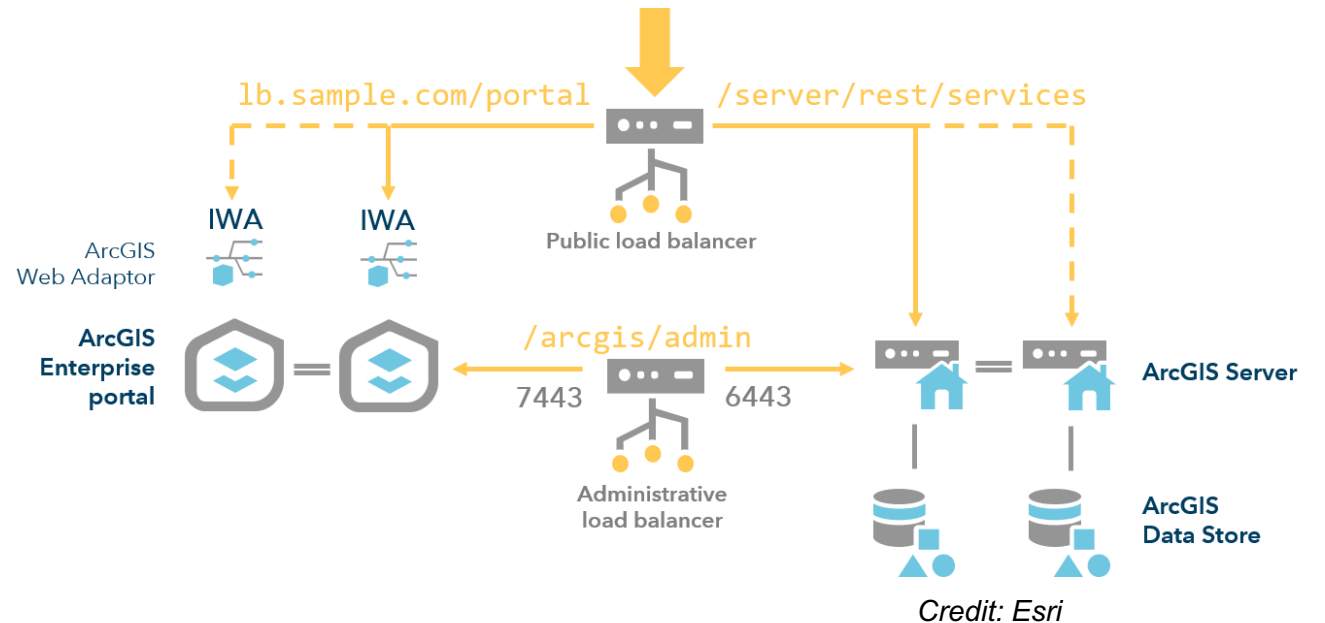 lb.sample.com/portal
/server/rest/services
IWA
IWA
ArcGIS
Web Adaptor
Public load balancer
ArcGIS
Enterprise
portal
/arcgis/admin
7443
6443
ArcGIS Server
Administrative
load balancer
ArcGIS
Data Store
Credit: Esri